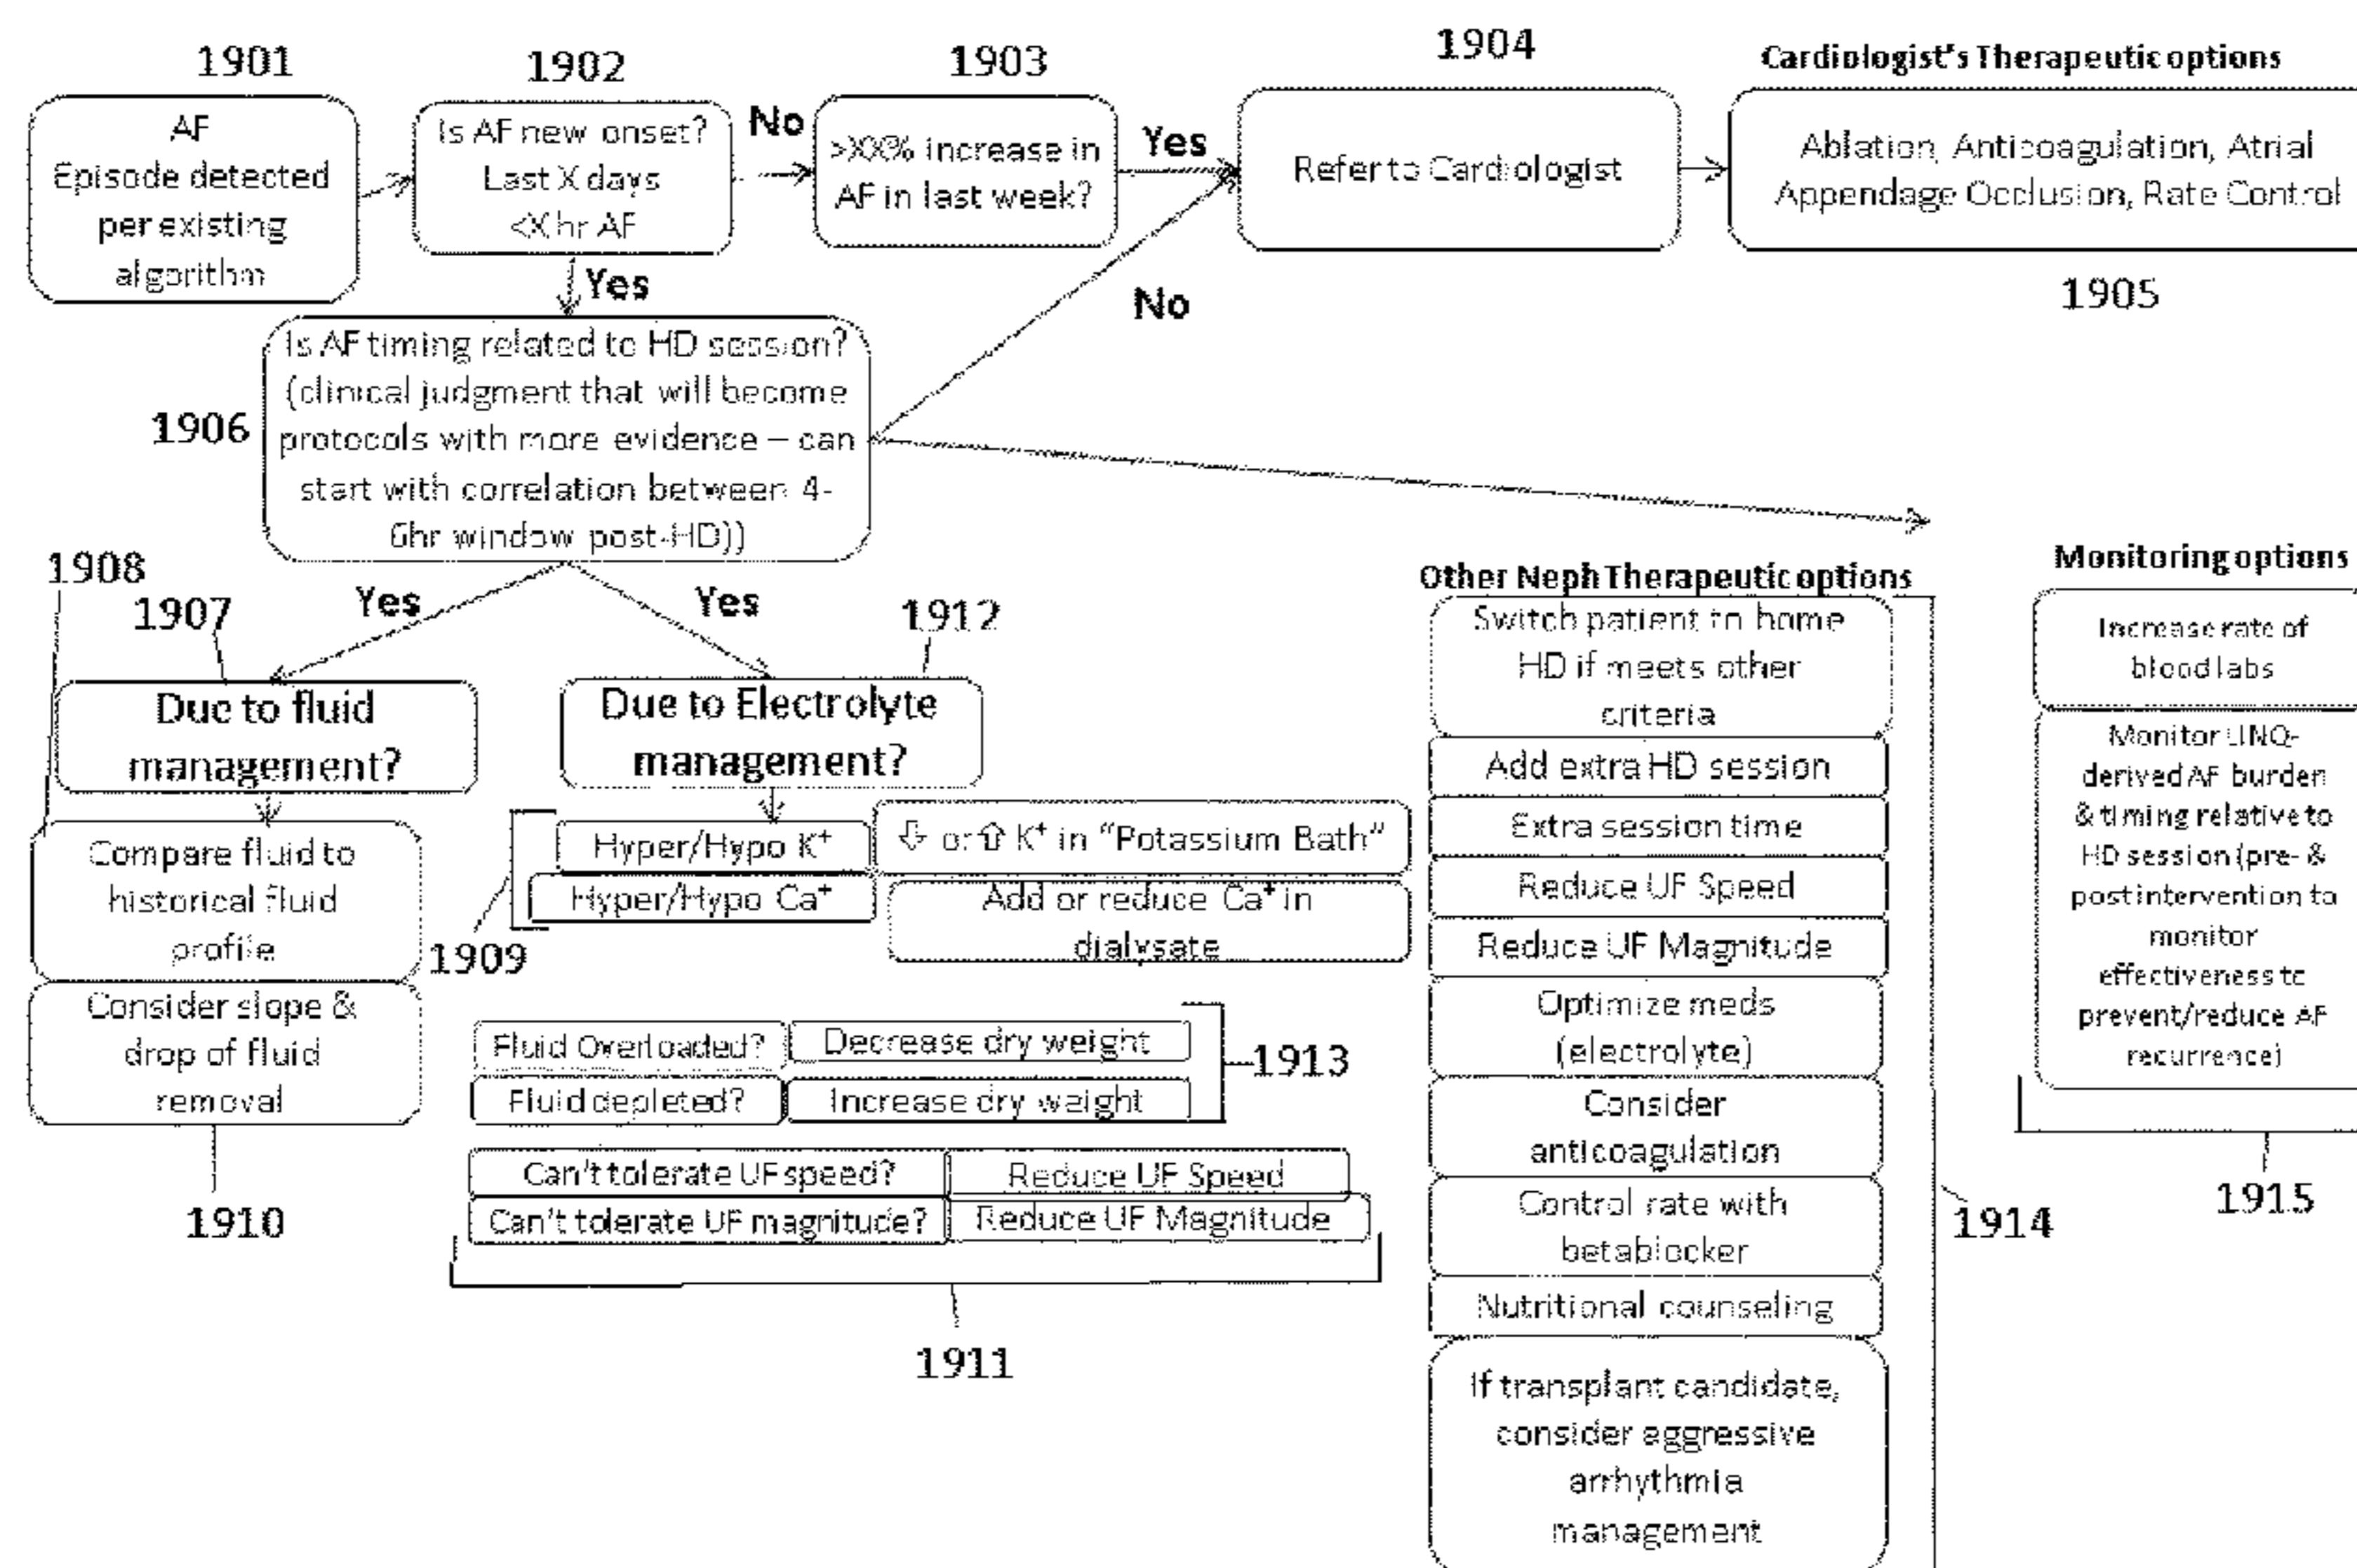 1901
AF
Episode detected
per existing
algorithm
1902
Is AF new onset?
Last X days
<X hr AF
No
Yes
1903
>XX% increase in
AF in last week?
Yes
1904
Refer to Cardiologist
Cardiologist's Therapeutic options
Ablation, Anticoagulation, Atrial
Appendage Occlusion, Rate Control
1905
No
1906
Is AF timing related to HD session?
(clinical judgment that will become
protocols with more evidence – can
start with correlation between 4-
6hr window post-HD))
Yes
Yes
1908
1907
Due to fluid
management?
Compare fluid to
historical fluid
profile
Consider slope &
drop of fluid
removal
1910
1912
Due to Electrolyte
management?
1909
Hyper/Hypo K⁺
⇩ or ⇧ K⁺ in "Potassium Bath"
Hyper/Hypo Ca⁺
Add or reduce Ca⁺ in
dialysate
Fluid Overloaded?
Decrease dry weight
Fluid depleted?
Increase dry weight
1913
Can't tolerate UF speed?
Reduce UF Speed
Can't tolerate UF magnitude?
Reduce UF Magnitude
1911
Other Neph Therapeutic options
Switch patient to home
HD if meets other
criteria
Add extra HD session
Extra session time
Reduce UF Speed
Reduce UF Magnitude
Optimize meds
(electrolyte)
Consider
anticoagulation
Control rate with
betablocker
Nutritional counseling
If transplant candidate,
consider aggressive
arrhythmia
management
1914
Monitoring options
Increase rate of
blood labs
Monitor LINQ-
derived AF burden
& timing relative to
HD session (pre- &
post intervention to
monitor
effectiveness to
prevent/reduce AF
recurrence)
1915